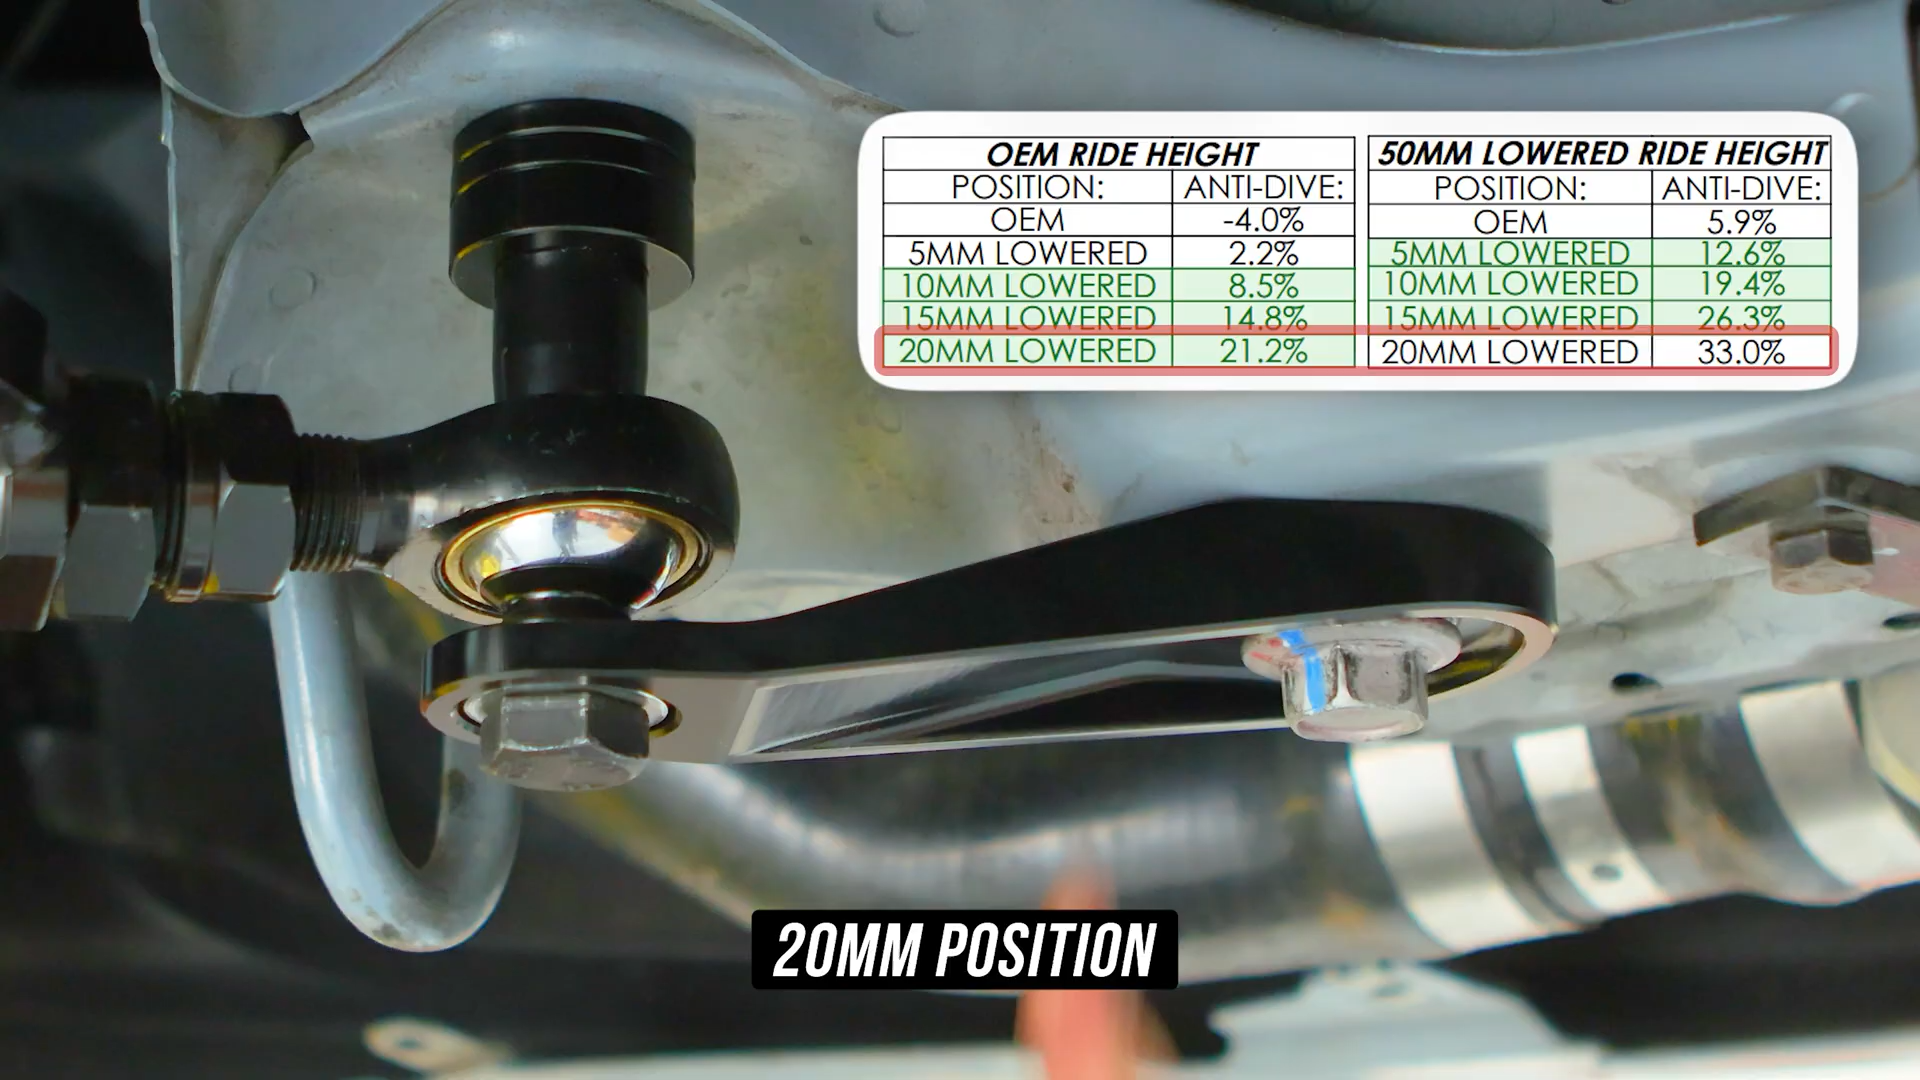 OEM RIDE HEIGHT
POSITION: ANTI-DIVE:
OEM -4.0%
5MM LOWERED 2.2%
10MM LOWERED 8.5%
15MM LOWERED 14.8%
20MM LOWERED 21.2%
50MM LOWERED RIDE HEIGHT
POSITION: ANTI-DIVE:
OEM 5.9%
5MM LOWERED 12.6%
10MM LOWERED 19.4%
15MM LOWERED 26.3%
20MM LOWERED 33.0%
20MM POSITION